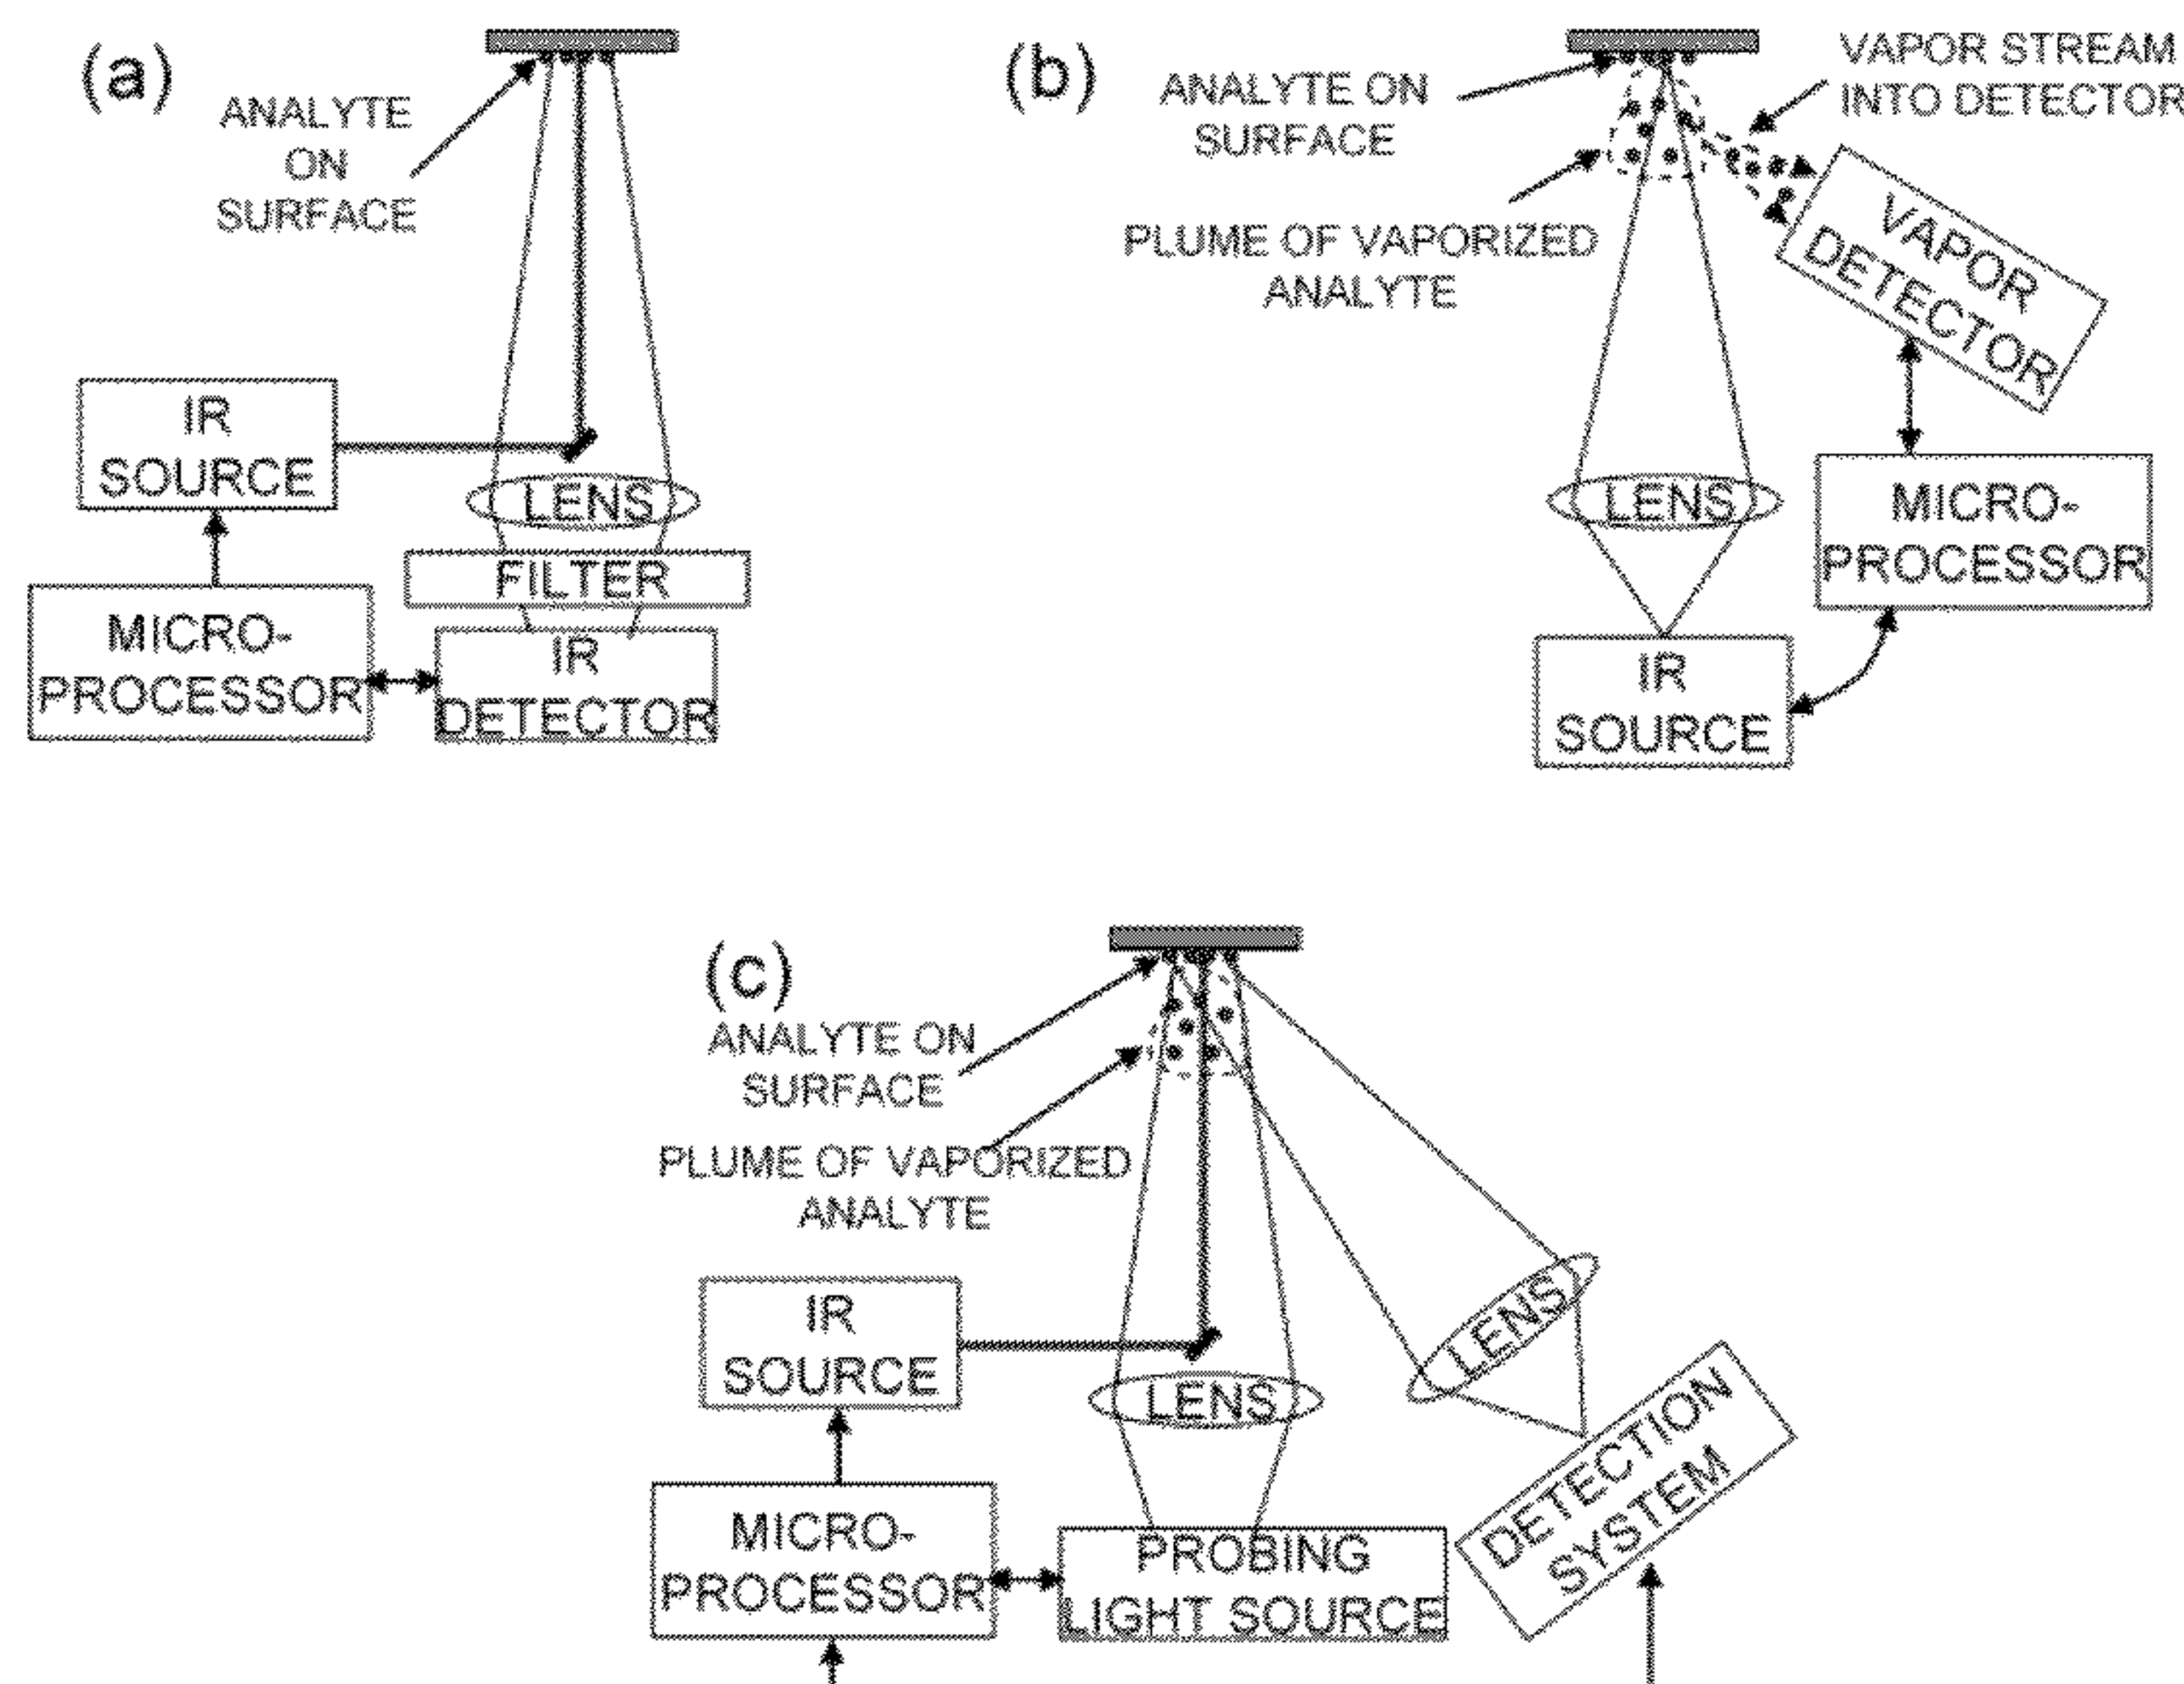 (a)
ANALYTE
ON
SURFACE
IR
SOURCE
LENS
FILTER
MICRO-
PROCESSOR
IR
DETECTOR
(b)
ANALYTE ON
SURFACE
VAPOR STREAM
INTO DETECTOR
PLUME OF VAPORIZED
ANALYTE
VAPOR
DETECTOR
LENS
MICRO-
PROCESSOR
IR
SOURCE
(c)
ANALYTE ON
SURFACE
PLUME OF VAPORIZED
ANALYTE
IR
SOURCE
LENS
LENS
DETECTION
SYSTEM
MICRO-
PROCESSOR
PROBING
LIGHT SOURCE